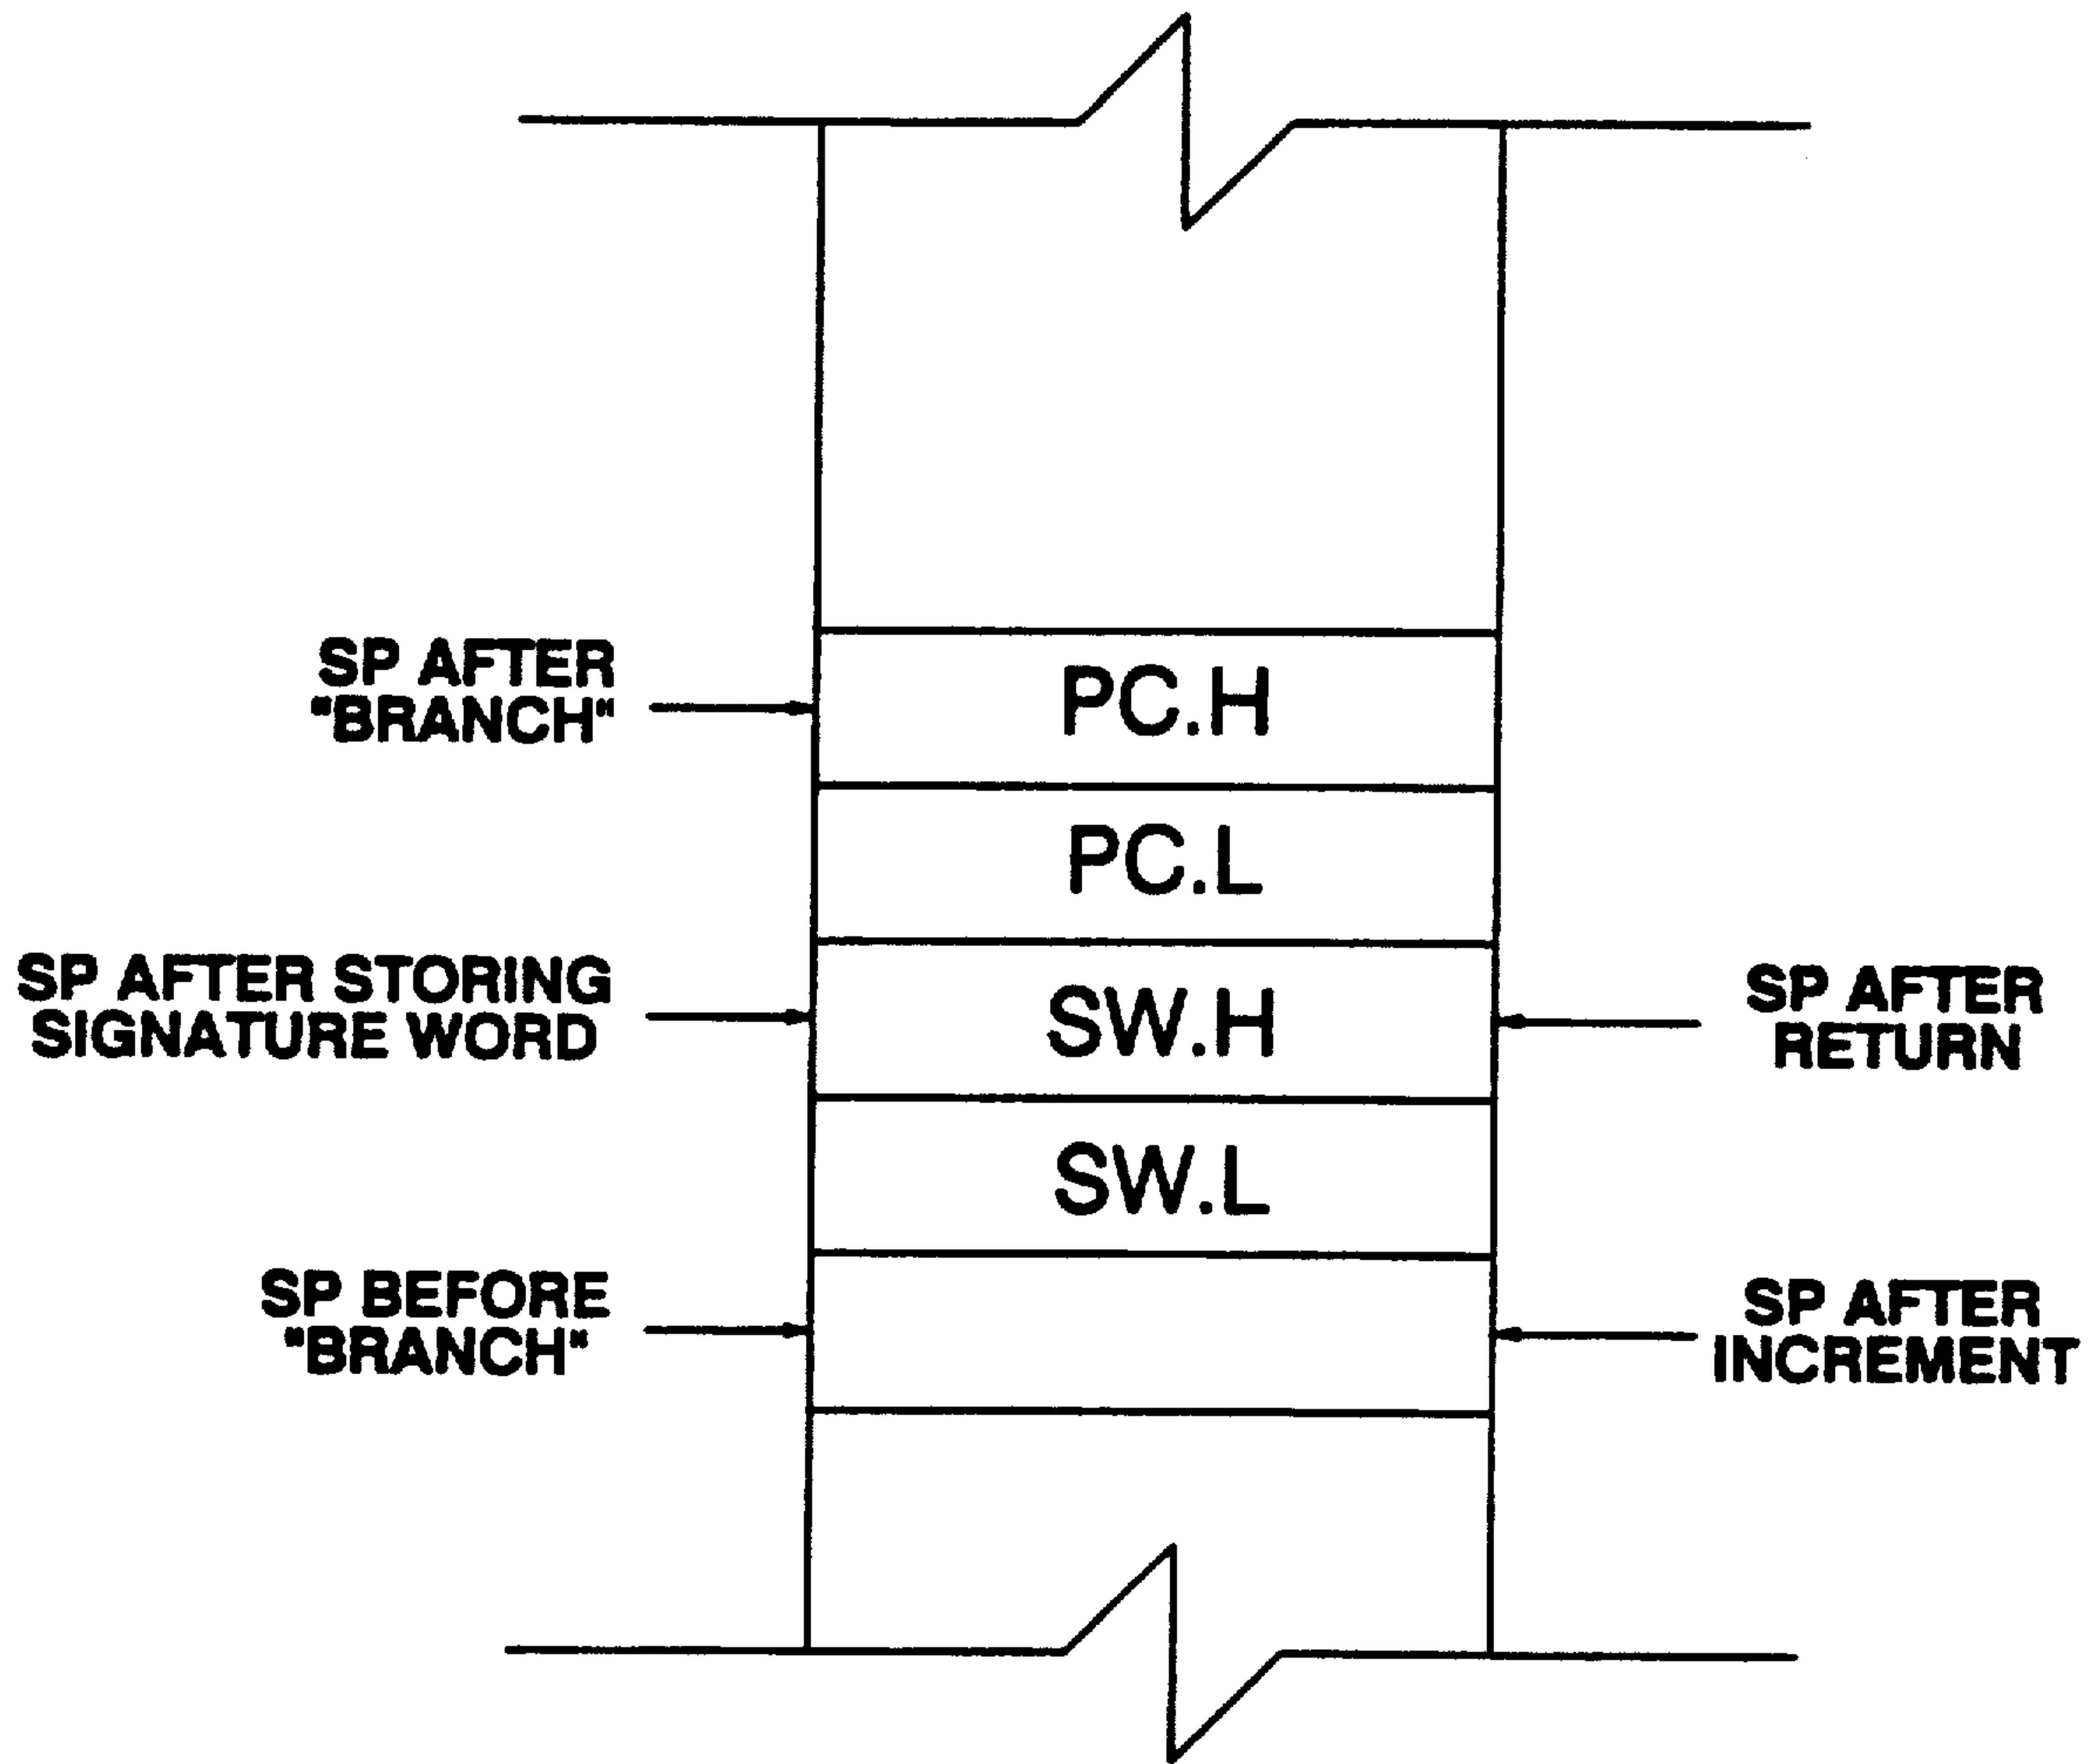 SP AFTER
"BRANCH"
PC.H
PC.L
SP AFTER STORING
SIGNATURE WORD
SW.H
SP AFTER
RETURN
SW.L
SP BEFORE
"BRANCH"
SP AFTER
INCREMENT